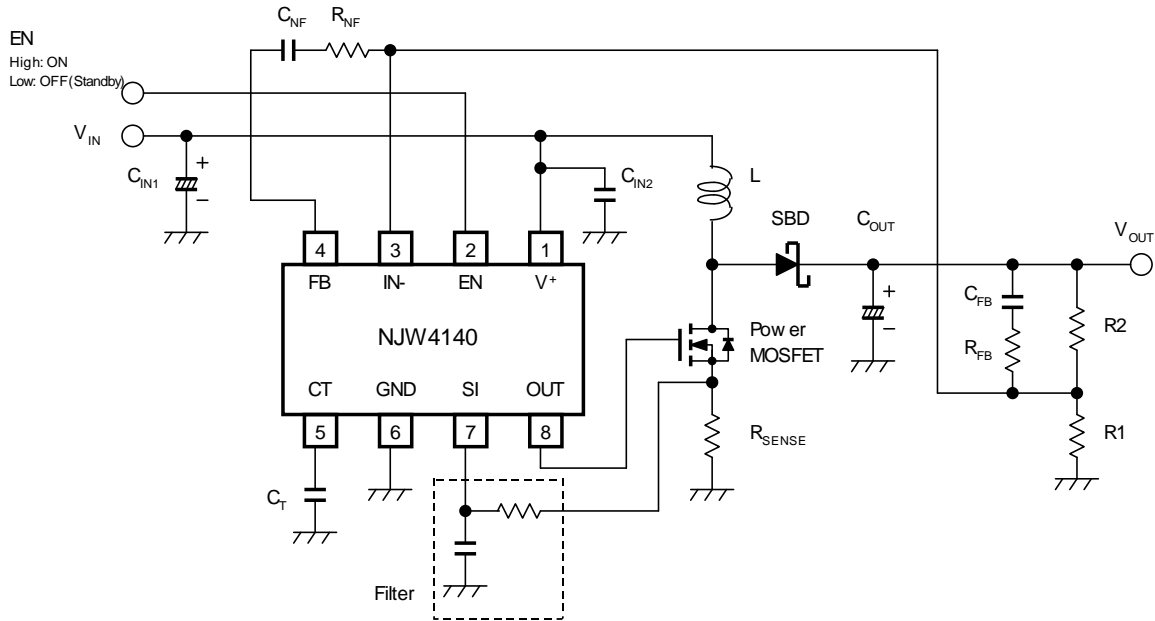 C_NF R_NF
EN
High: ON
Low: OFF(Standby)
V_IN
C_IN1
+
−
C_IN2
L
SBD
C_OUT
V_OUT
4 3 2 1
FB IN- EN V+
NJW4140
CT GND SI OUT
5 6 7 8
Power
MOSFET
+
−
C_FB
R_FB
R2
R_SENSE
R1
C_T
Filter